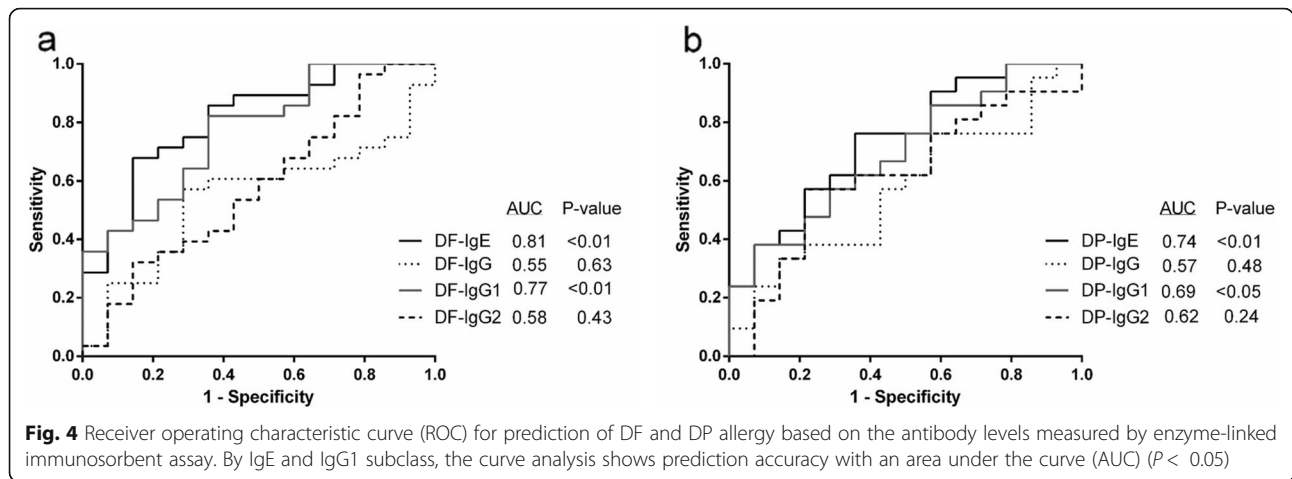 a
1.0
0.8
0.6
0.4
0.2
0.0
Sensitivity
0.0 0.2 0.4 0.6 0.8 1.0
1 - Specificity
AUC P-value
DF-IgE 0.81 <0.01
DF-IgG 0.55 0.63
DF-IgG1 0.77 <0.01
DF-IgG2 0.58 0.43
b
1.0
0.8
0.6
0.4
0.2
0.0
Sensitivity
0.0 0.2 0.4 0.6 0.8 1.0
1 - Specificity
AUC P-value
DP-IgE 0.74 <0.01
DP-IgG 0.57 0.48
DP-IgG1 0.69 <0.05
DP-IgG2 0.62 0.24
Fig. 4 Receiver operating characteristic curve (ROC) for prediction of DF and DP allergy based on the antibody levels measured by enzyme-linked
immunosorbent assay. By IgE and IgG1 subclass, the curve analysis shows prediction accuracy with an area under the curve (AUC) (P < 0.05)